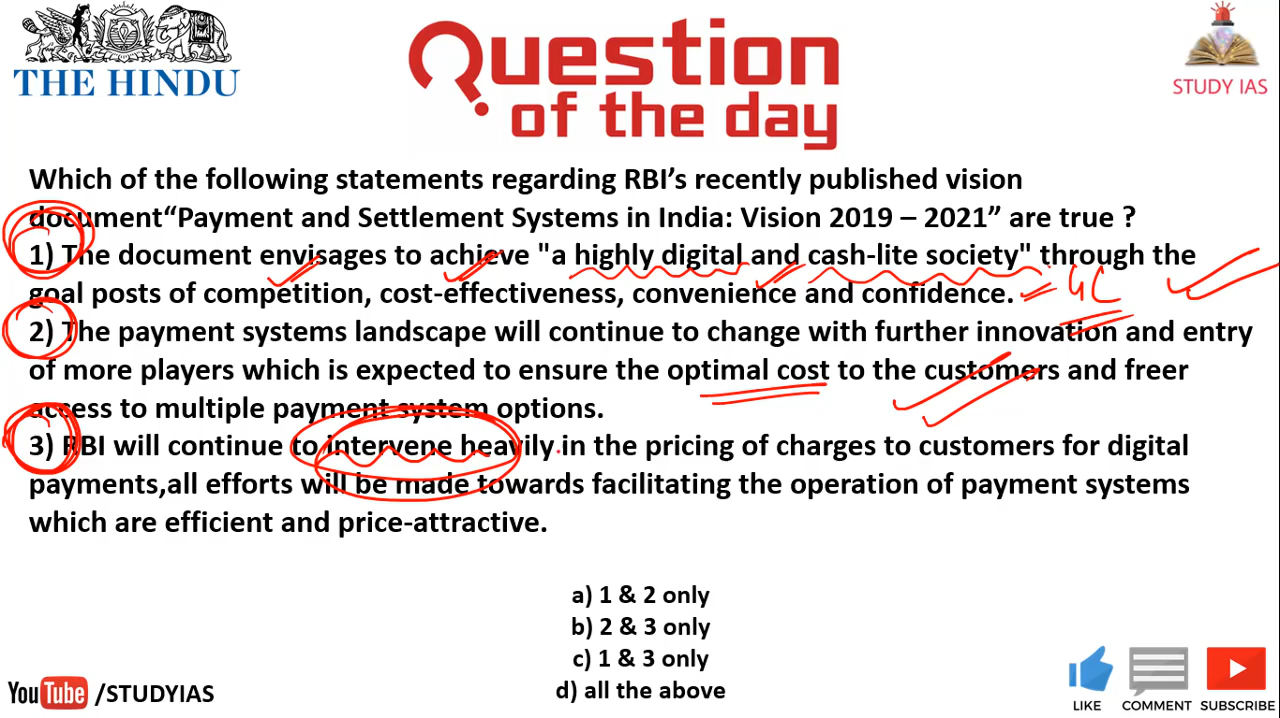 THE HINDU
Question
of the day
STUDY IAS
Which of the following statements regarding RBI’s recently published vision
document“Payment and Settlement Systems in India: Vision 2019 – 2021” are true ?
1) The document envisages to achieve "a highly digital and cash-lite society" through the
goal posts of competition, cost-effectiveness, convenience and confidence.
4C
2) The payment systems landscape will continue to change with further innovation and entry
of more players which is expected to ensure the optimal cost to the customers and freer
access to multiple payment system options.
3) RBI will continue to intervene heavily in the pricing of charges to customers for digital
payments,all efforts will be made towards facilitating the operation of payment systems
which are efficient and price-attractive.
a) 1 & 2 only
b) 2 & 3 only
c) 1 & 3 only
d) all the above
YouTube /STUDYIAS
LIKE COMMENT SUBSCRIBE